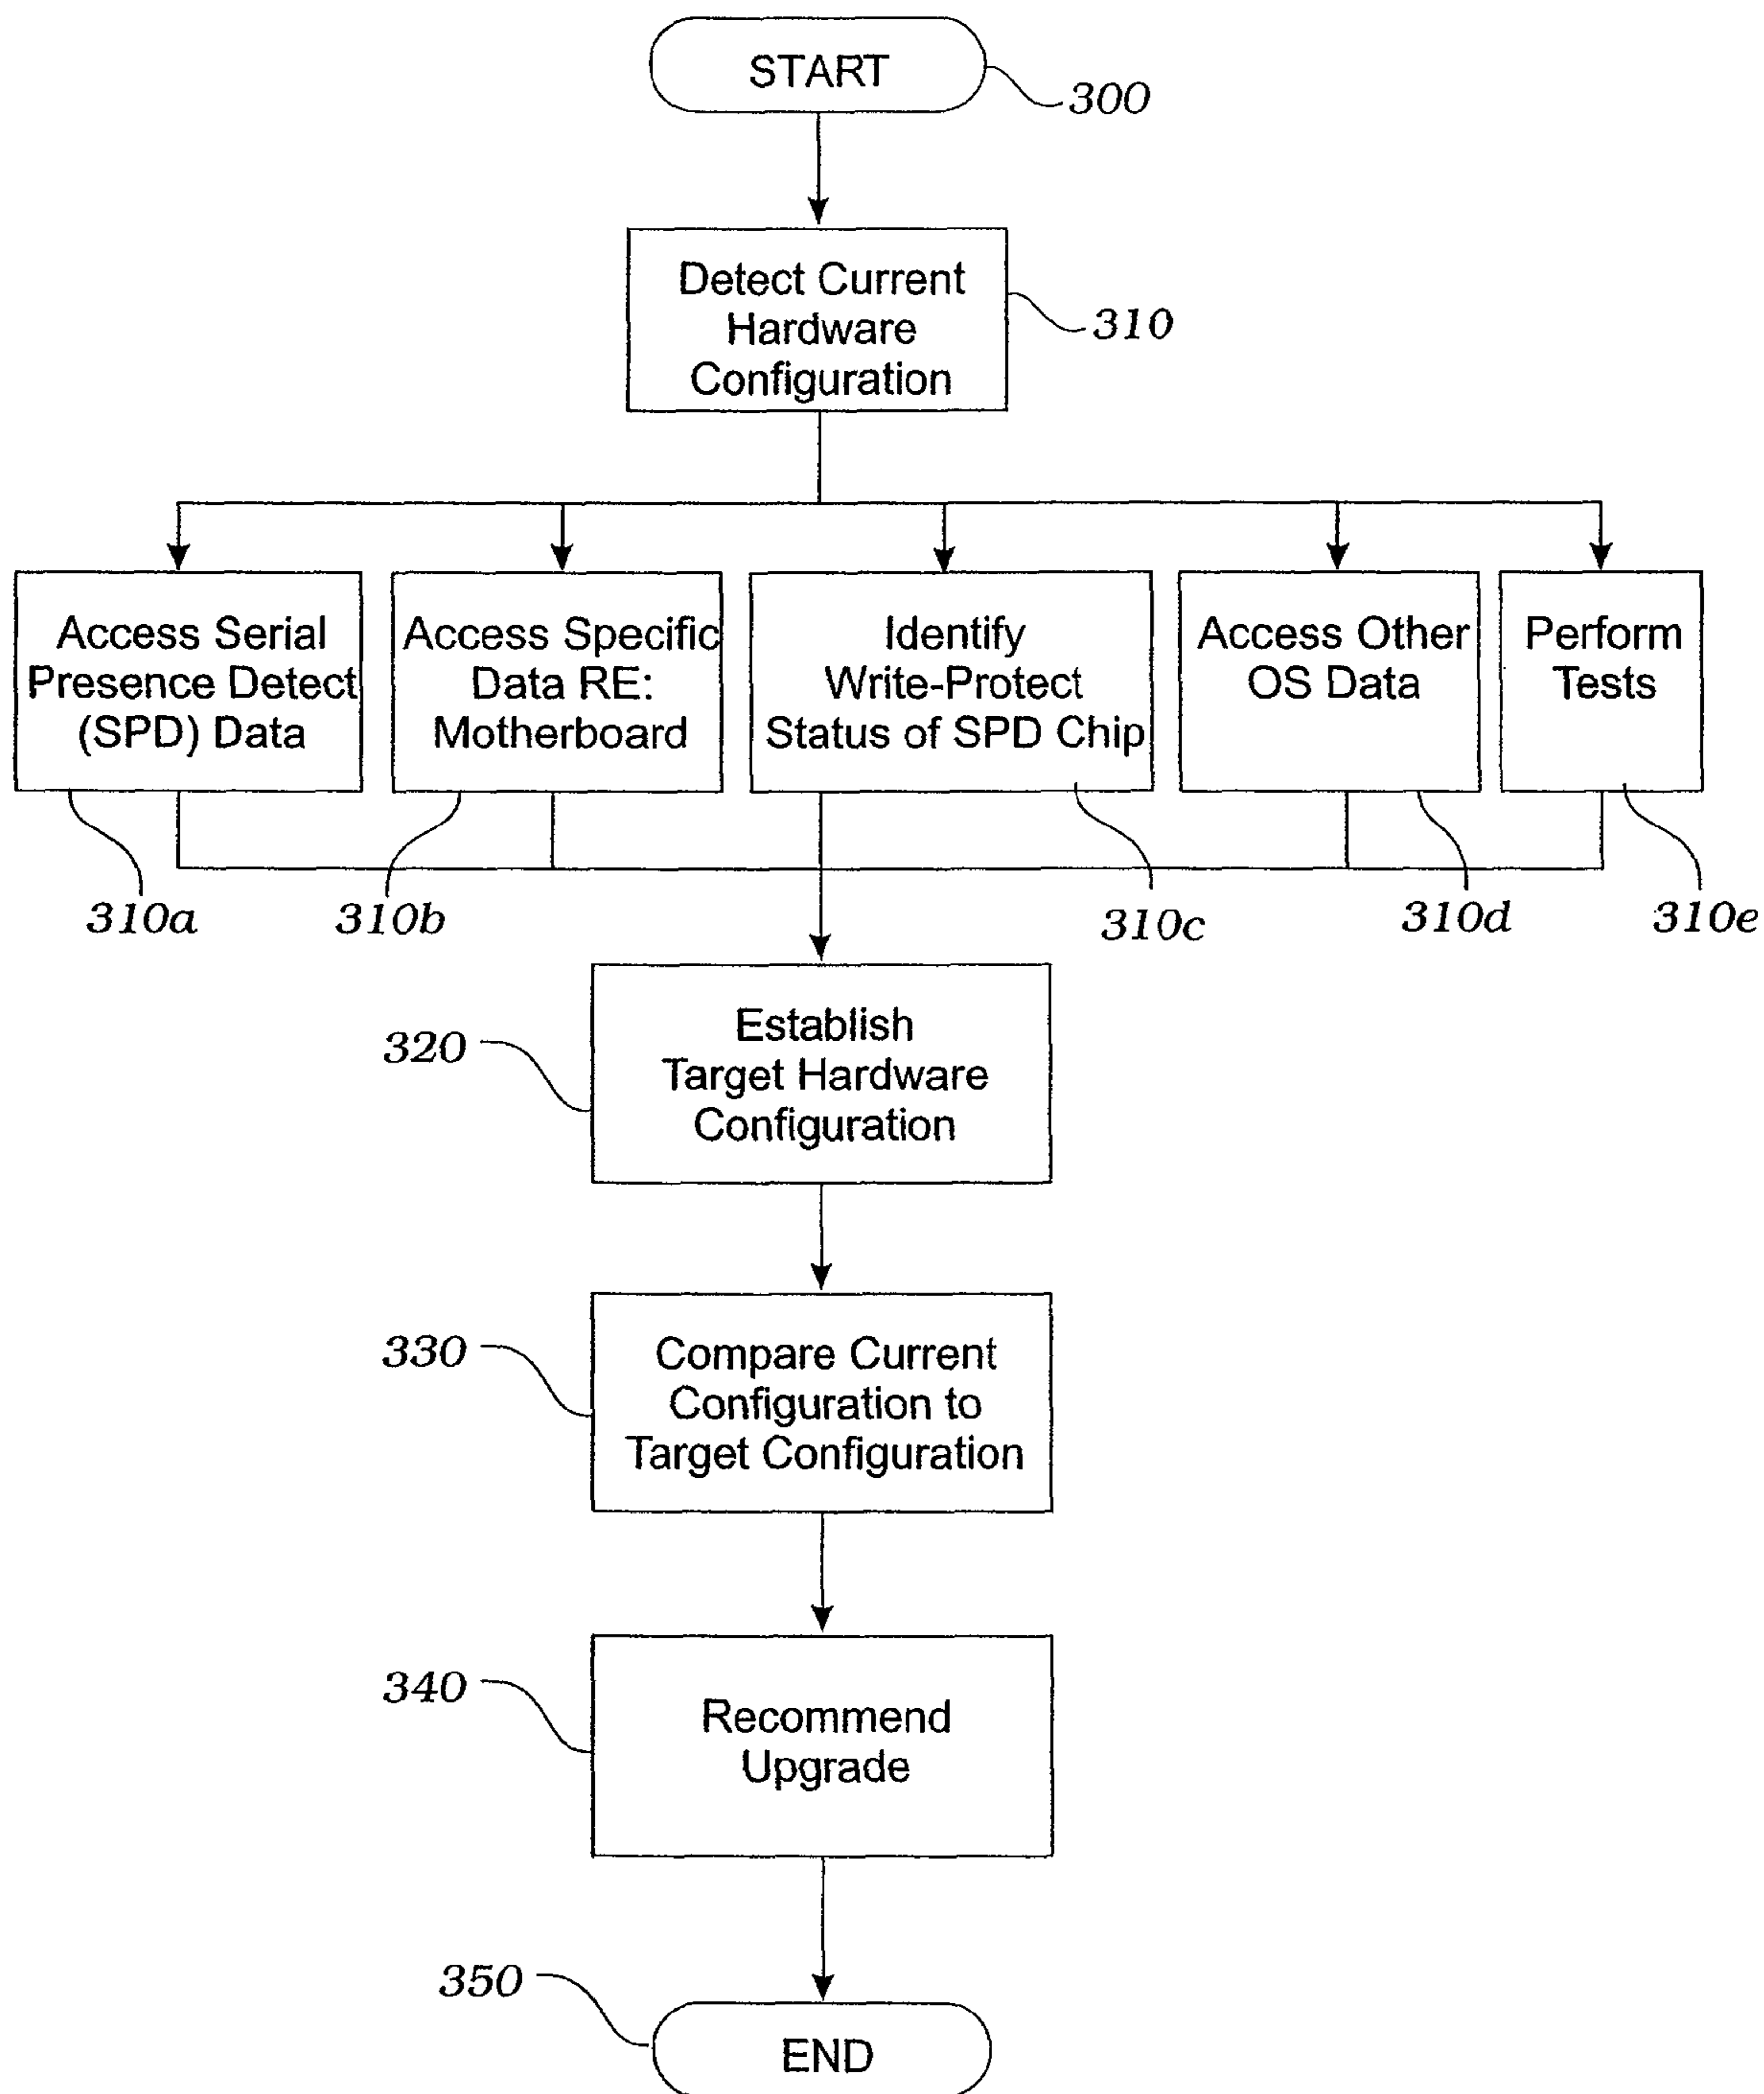 START
300
Detect Current
Hardware
Configuration
310
Access Serial
Presence Detect
(SPD) Data
Access Specific
Data RE:
Motherboard
Identify
Write-Protect
Status of SPD Chip
Access Other
OS Data
Perform
Tests
310a
310b
310c
310d
310e
320
Establish
Target Hardware
Configuration
330
Compare Current
Configuration to
Target Configuration
340
Recommend
Upgrade
350
END